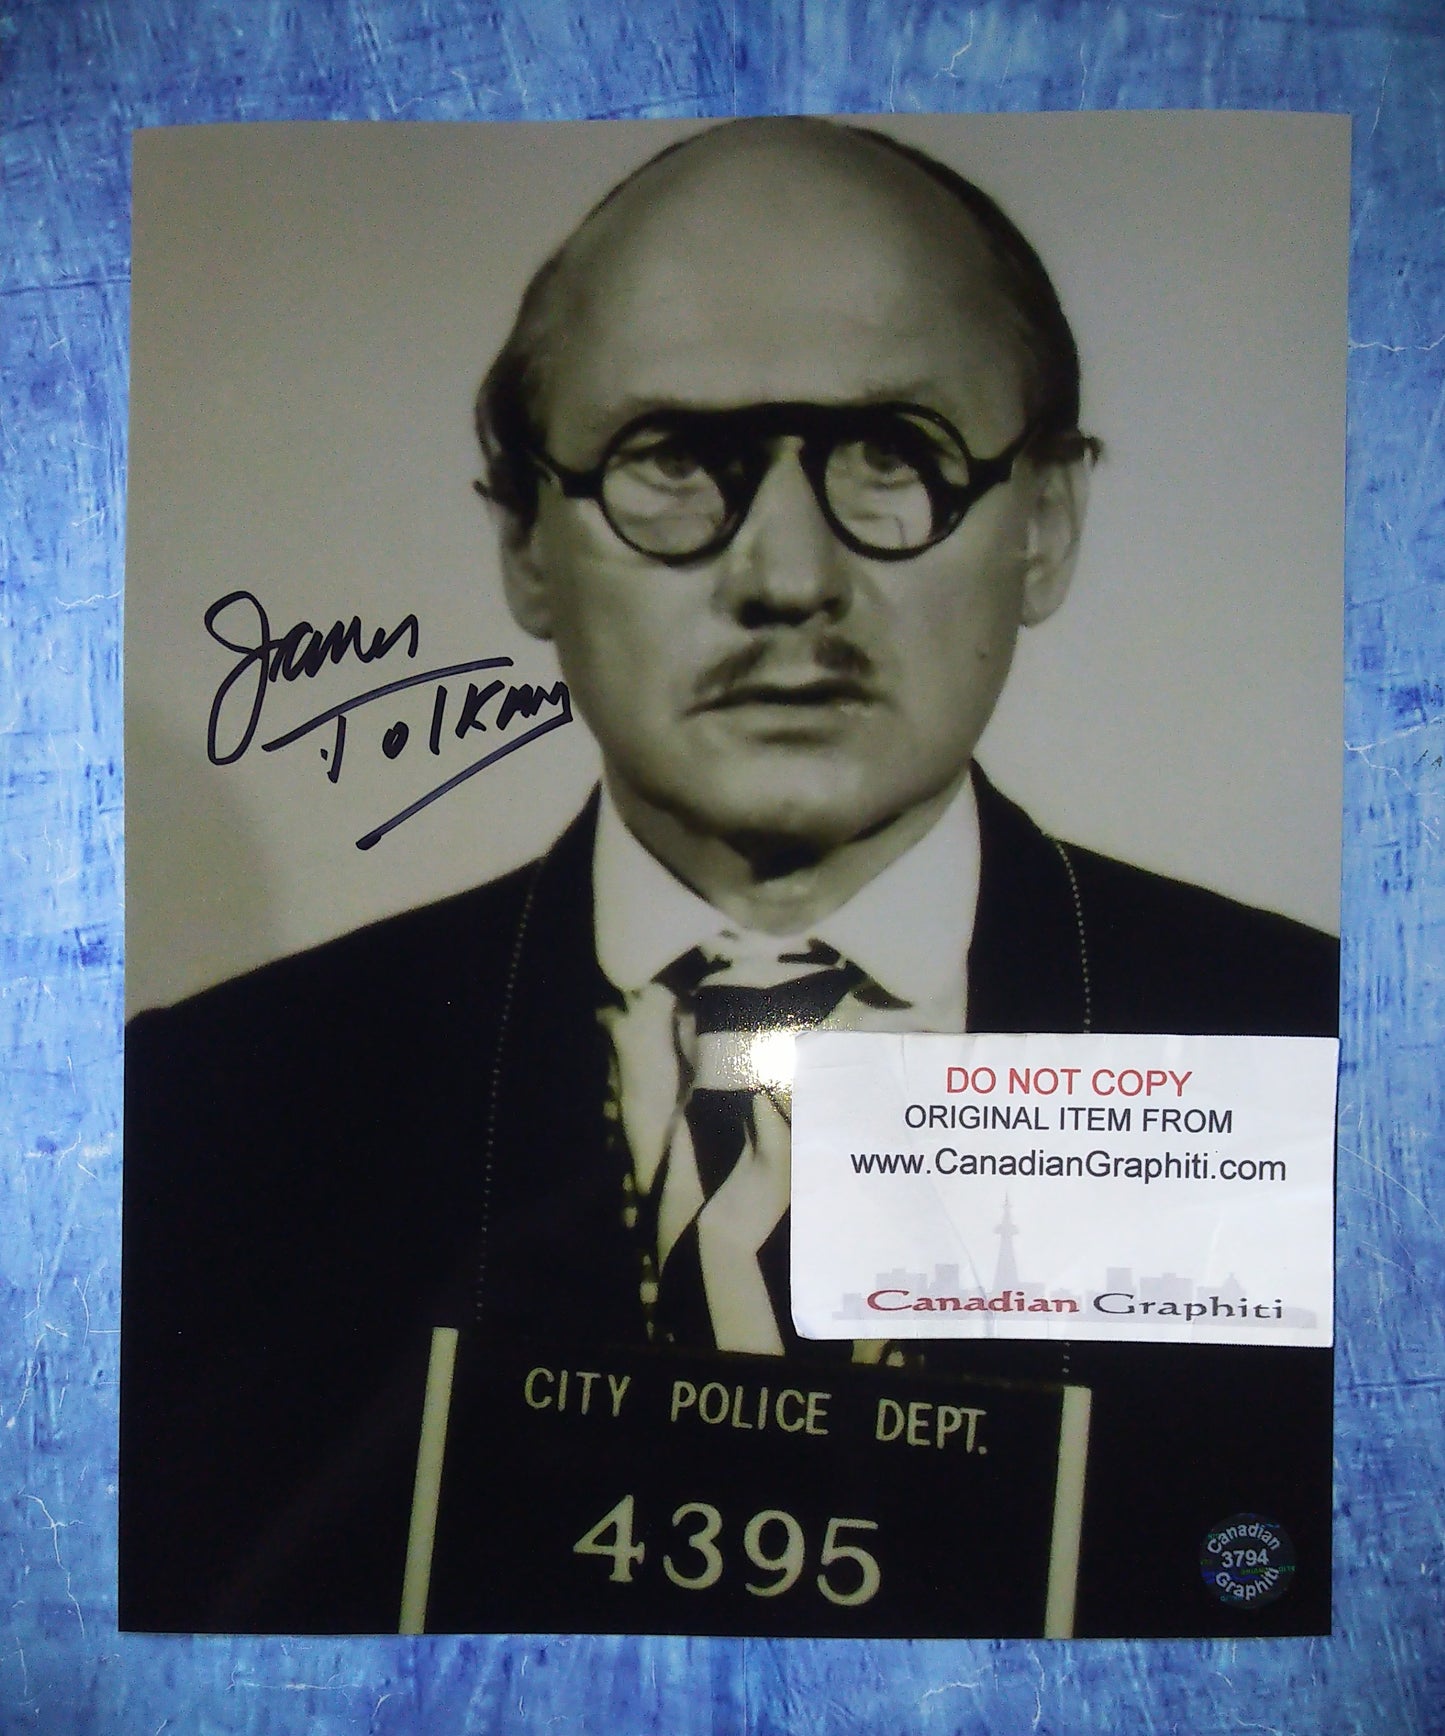 James
Tolkan
DO NOT COPY
ORIGINAL ITEM FROM
www.CanadianGraphiti.com
Canadian Graphiti
CITY POLICE DEPT.
4395
Canadian
3794
Graphiti